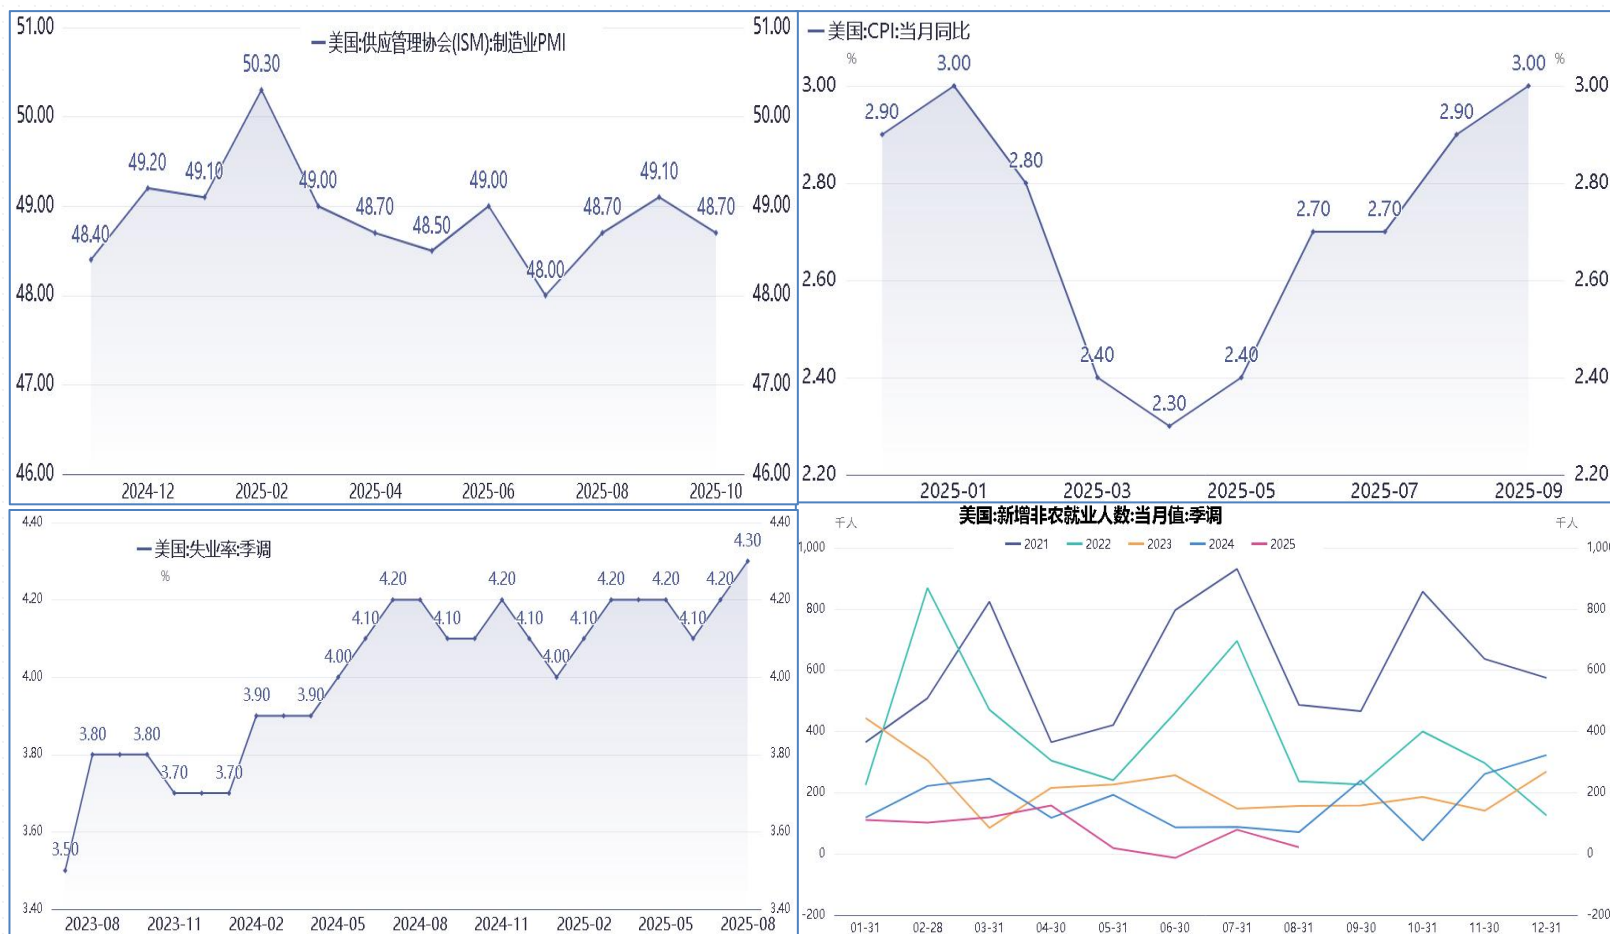 美国:供应管理协会(ISM):制造业PMI
51.00 51.00
50.00 50.00
49.00 49.00
48.00 48.00
47.00 47.00
46.00 46.00
48.40 49.20 49.10 50.30 49.00 48.70 48.50 49.00 48.00 48.70 49.10 48.70
2024-12 2025-02 2025-04 2025-06 2025-08 2025-10
美国:CPI:当月同比
% %
3.00 3.00
2.80 2.80
2.60 2.60
2.40 2.40
2.20 2.20
2.90 3.00 2.80 2.40 2.30 2.40 2.70 2.70 2.90 3.00
2025-01 2025-03 2025-05 2025-07 2025-09
美国:失业率:季调
%
4.40 4.40
4.20 4.20
4.00 4.00
3.80 3.80
3.60 3.60
3.40 3.40
3.50 3.80 3.80 3.70 3.70 3.90 3.90 4.00 4.10 4.20 4.10 4.20 4.10 4.00 4.10 4.20 4.20 4.10 4.20 4.30
2023-08 2023-11 2024-02 2024-05 2024-08 2024-11 2025-02 2025-05 2025-08
美国:新增非农就业人数:当月值:季调
千人 千人
2021 2022 2023 2024 2025
1,000 1,000
800 800
600 600
400 400
200 200
0 0
-200 -200
01-31 02-28 03-31 04-30 05-31 06-30 07-31 08-31 09-30 10-31 11-30 12-31